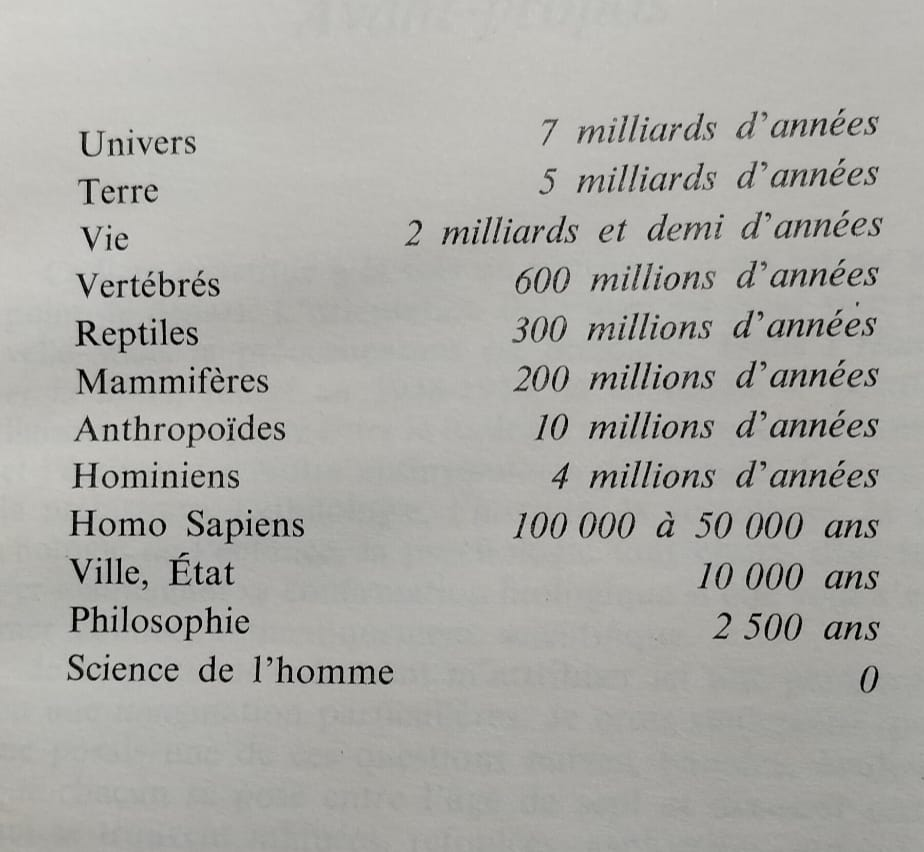 Univers 7 milliards d'années
Terre 5 milliards d'années
Vie 2 milliards et demi d'années
Vertébrés 600 millions d'années
Reptiles 300 millions d'années
Mammifères 200 millions d'années
Anthropoïdes 10 millions d'années
Hominiens 4 millions d'années
Homo Sapiens 100 000 à 50 000 ans
Ville, État 10 000 ans
Philosophie 2 500 ans
Science de l'homme 0